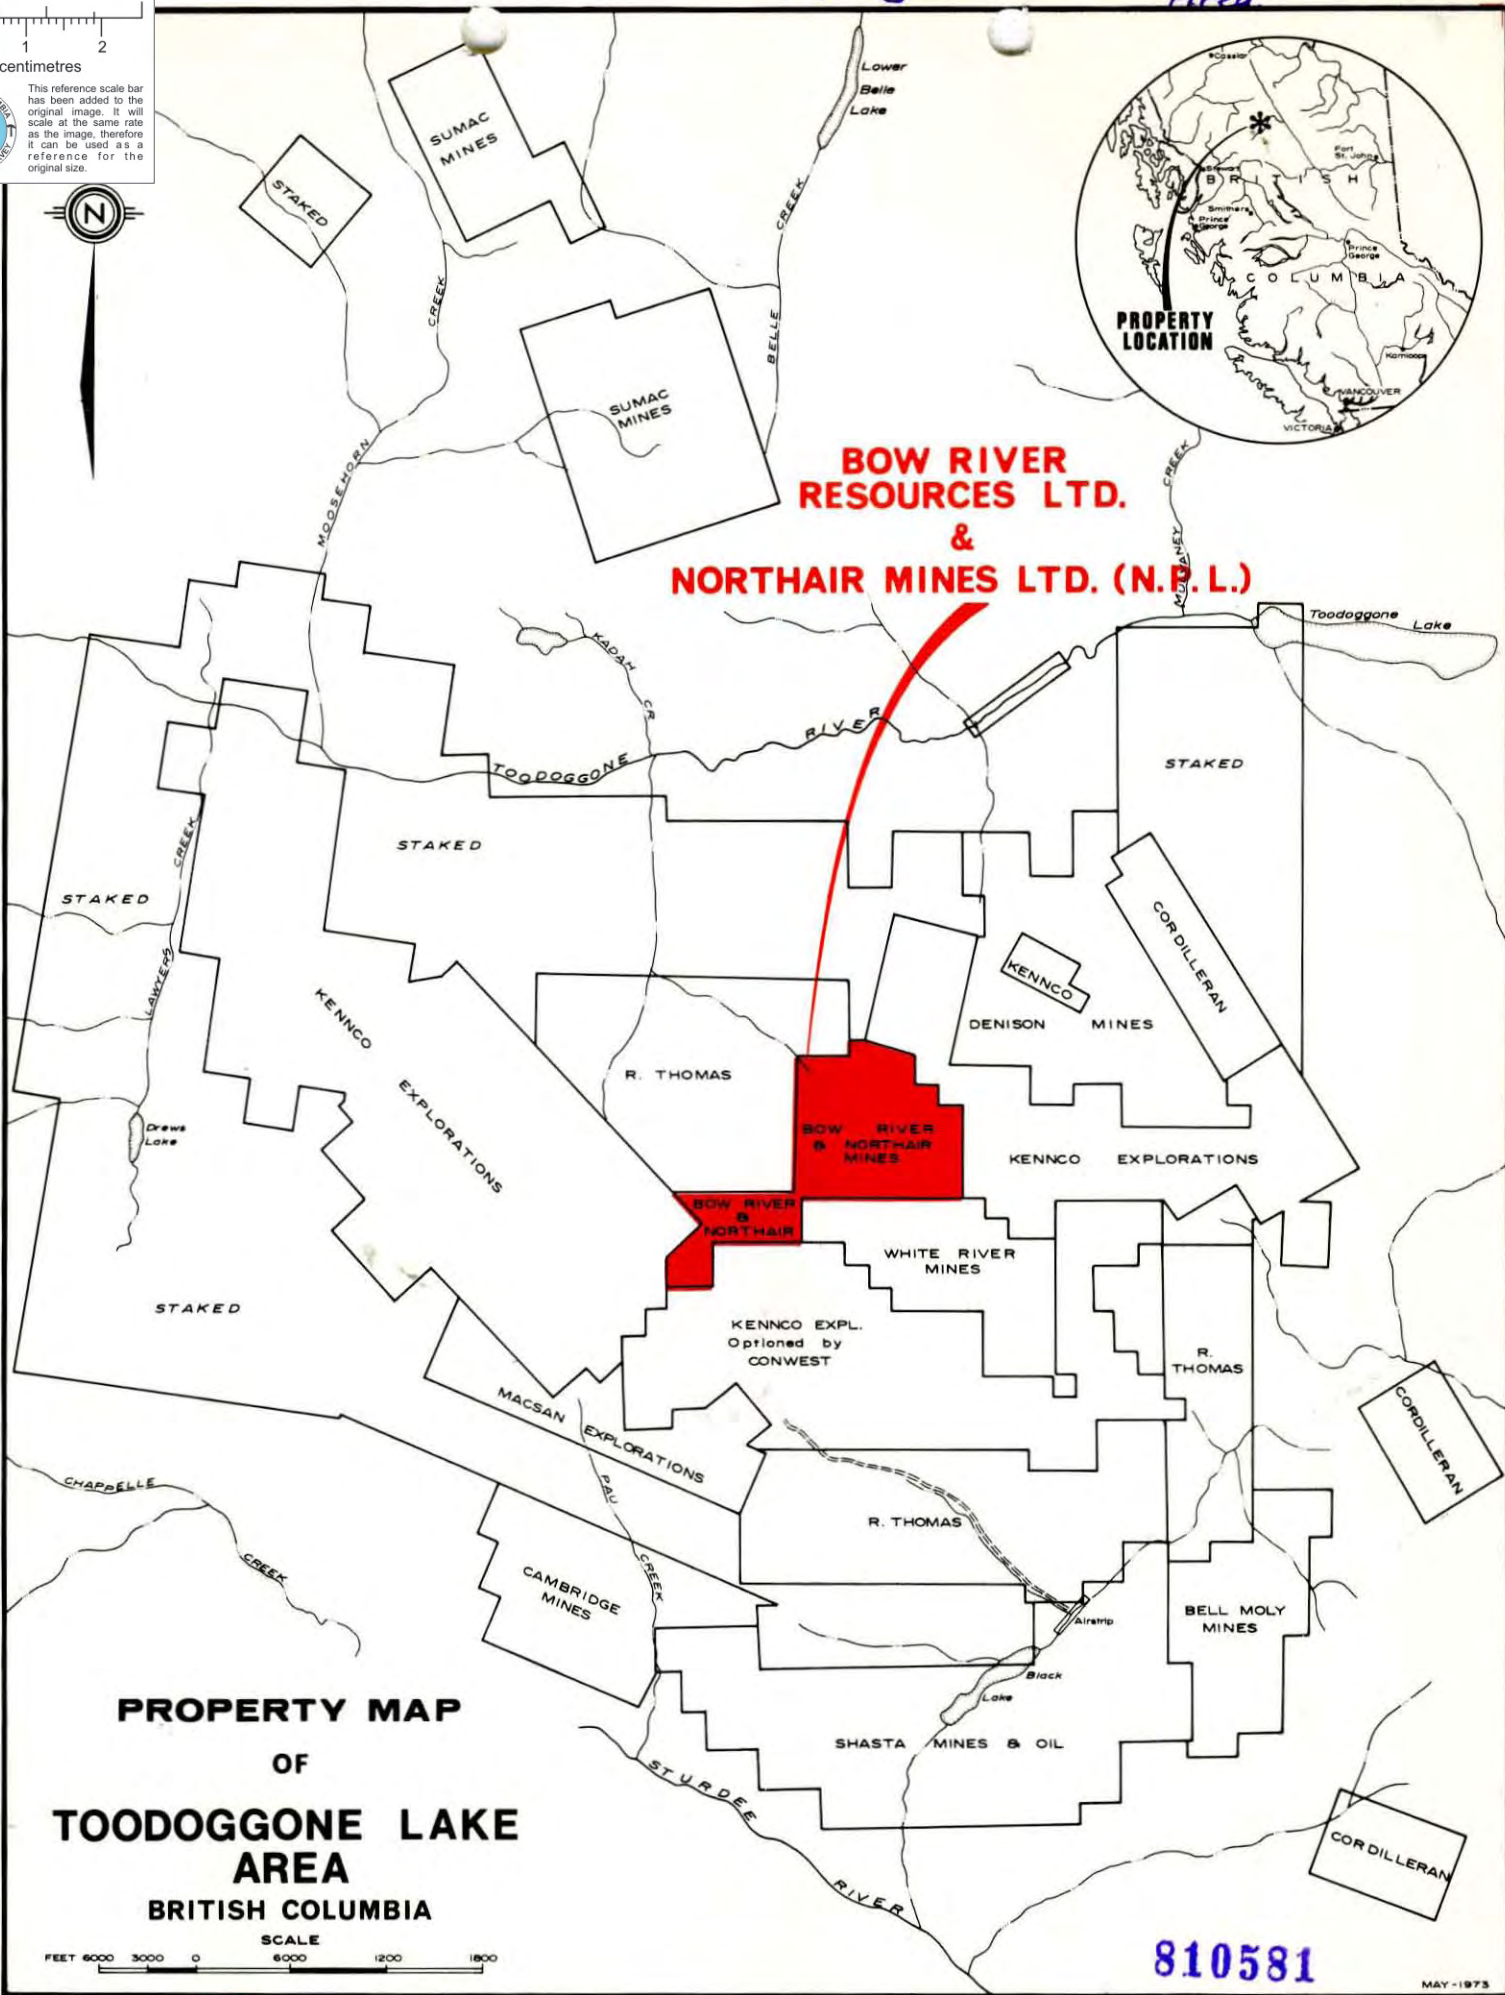 1 2
centimetres
This reference scale bar
has been added to the
original image. It will
scale at the same rate
as the image, therefore
it can be used as a
reference for the
original size.
N
STAKED
SUMAC
MINES
CREEK
Lower
Belle
Lake
BELLE CREEK
SUMAC
MINES
MOOSEHORN
Cassiar
Fort
St. John
Stewart
BRITISH
Smithers
Prince
George
Prince
George
COLUMBIA
PROPERTY
LOCATION
Kamloops
VANCOUVER
VICTORIA
BOW RIVER
RESOURCES LTD.
&
NORTHAIR MINES LTD. (N.P.L.)
MULVANEY CREEK
Toodoggone Lake
KADAH CR
TOODOGGONE RIVER
STAKED
STAKED
STAKED
LAWYERS CREEK
CORDILLERAN
KENNCO
DENISON MINES
KENNCO EXPLORATIONS
R. THOMAS
Drews
Lake
BOW RIVER
& NORTHAIR
MINES
KENNCO EXPLORATIONS
BOW RIVER
&
NORTHAIR
WHITE RIVER
MINES
STAKED
KENNCO EXPL.
Optioned by
CONWEST
R.
THOMAS
CORDILLERAN
MACSAN EXPLORATIONS
PAU CREEK
CHAPPELLE CREEK
R. THOMAS
CAMBRIDGE
MINES
Airstrip
BELL MOLY
MINES
Black
Lake
SHASTA MINES & OIL
STURDEE RIVER
CORDILLERAN
PROPERTY MAP
OF
TOODOGGONE LAKE
AREA
BRITISH COLUMBIA
SCALE
FEET 6000 3000 0 6000 1200 1800
810581
MAY-1973